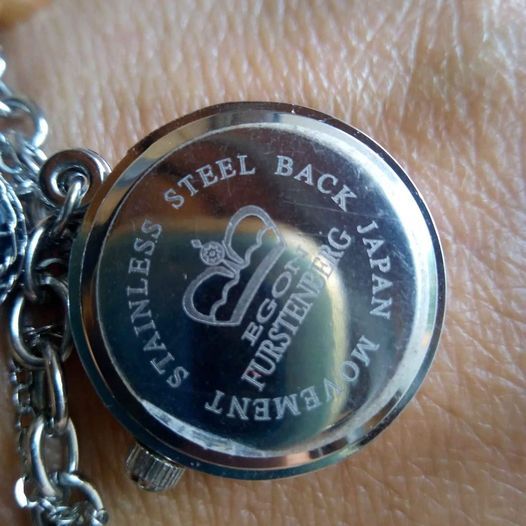 STAINLESS STEEL BACK JAPAN MOVEMENT
EGON
FURSTENBERG